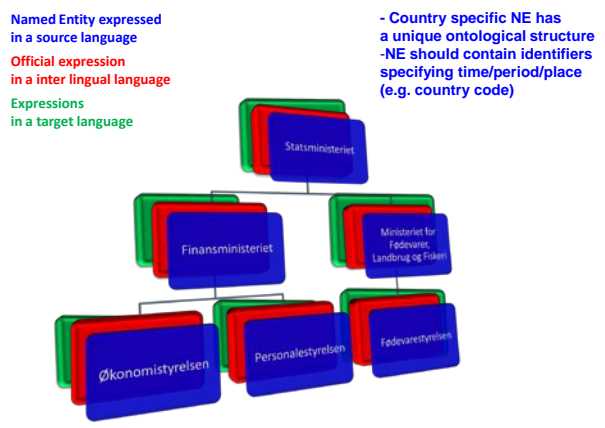 Named Entity expressed
in a source language
Official expression
in a inter lingual language
Expressions
in a target language
- Country specific NE has
a unique ontological structure
-NE should contain identifiers
specifying time/period/place
(e.g. country code)
Statsministeriet
Finansministeriet
Ministeriet for
Fødevarer,
Landbrug og Fiskeri
Økonomistyrelsen
Personalestyrelsen
Fødevarestyrelsen